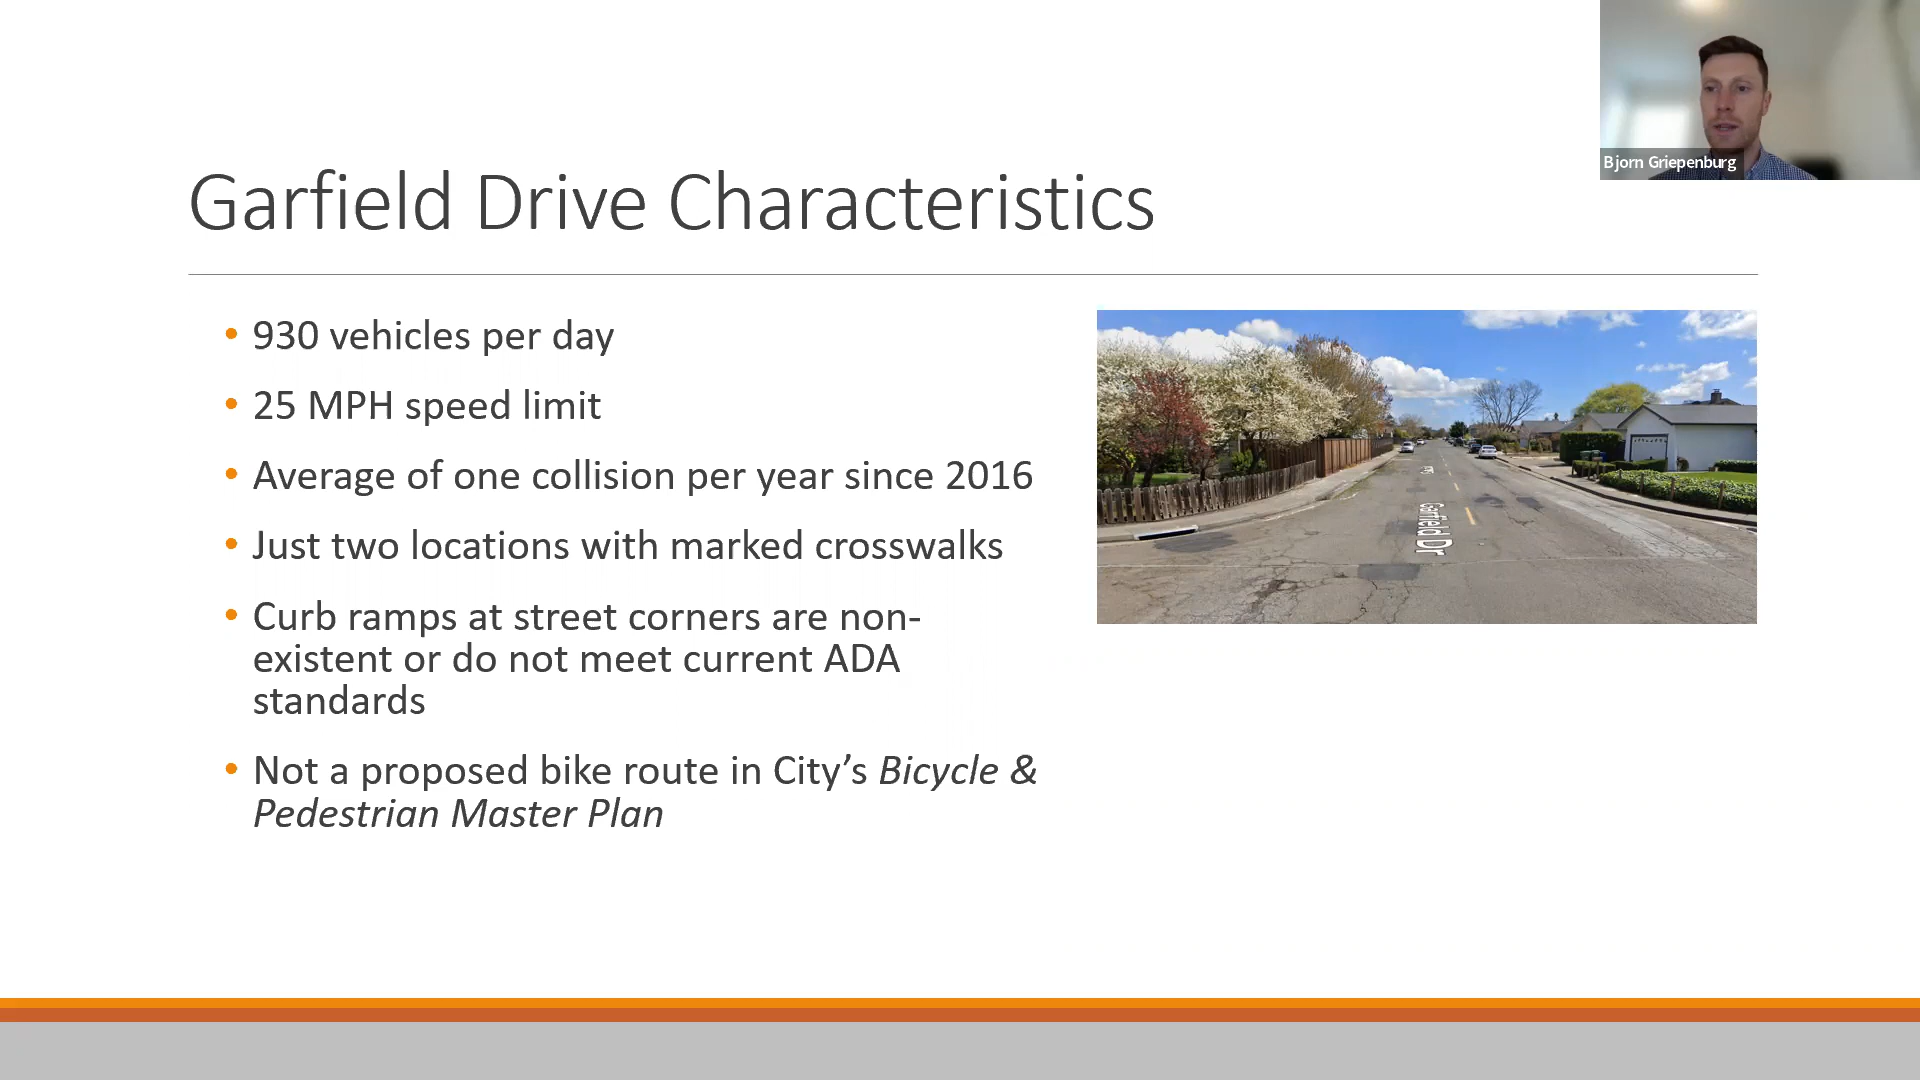 Bjorn Griepenburg
Garfield Drive Characteristics
• 930 vehicles per day
• 25 MPH speed limit
• Average of one collision per year since 2016
• Just two locations with marked crosswalks
• Curb ramps at street corners are non-
existent or do not meet current ADA
standards
• Not a proposed bike route in City’s Bicycle &
Pedestrian Master Plan
Garfield Dr